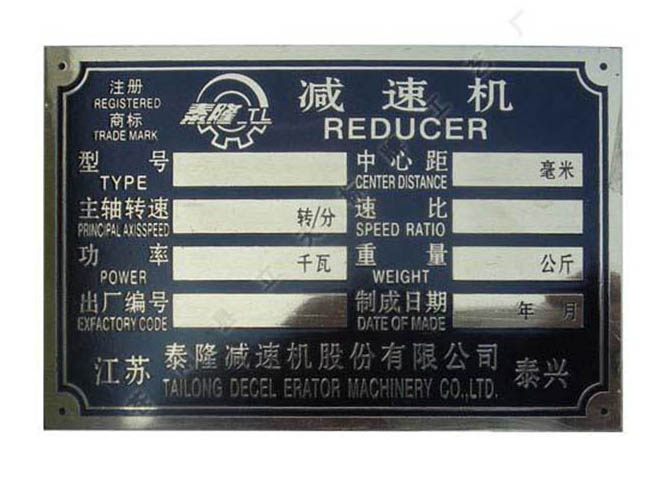 注册
REGISTERED
商标
TRADE MARK
泰隆 TL
减速机
REDUCER
型号
TYPE
中心距 毫米
CENTER DISTANCE
主轴转速 转/分
PRINCIPAL AXISSPEED
速比
SPEED RATIO
功率 千瓦
POWER
重量 公斤
WEIGHT
出厂编号
EXFACTORY CODE
制成日期 年 月
DATE OF MADE
江苏 泰隆减速机股份有限公司 泰兴
TAILONG DECEL ERATOR MACHINERY CO.,LTD.